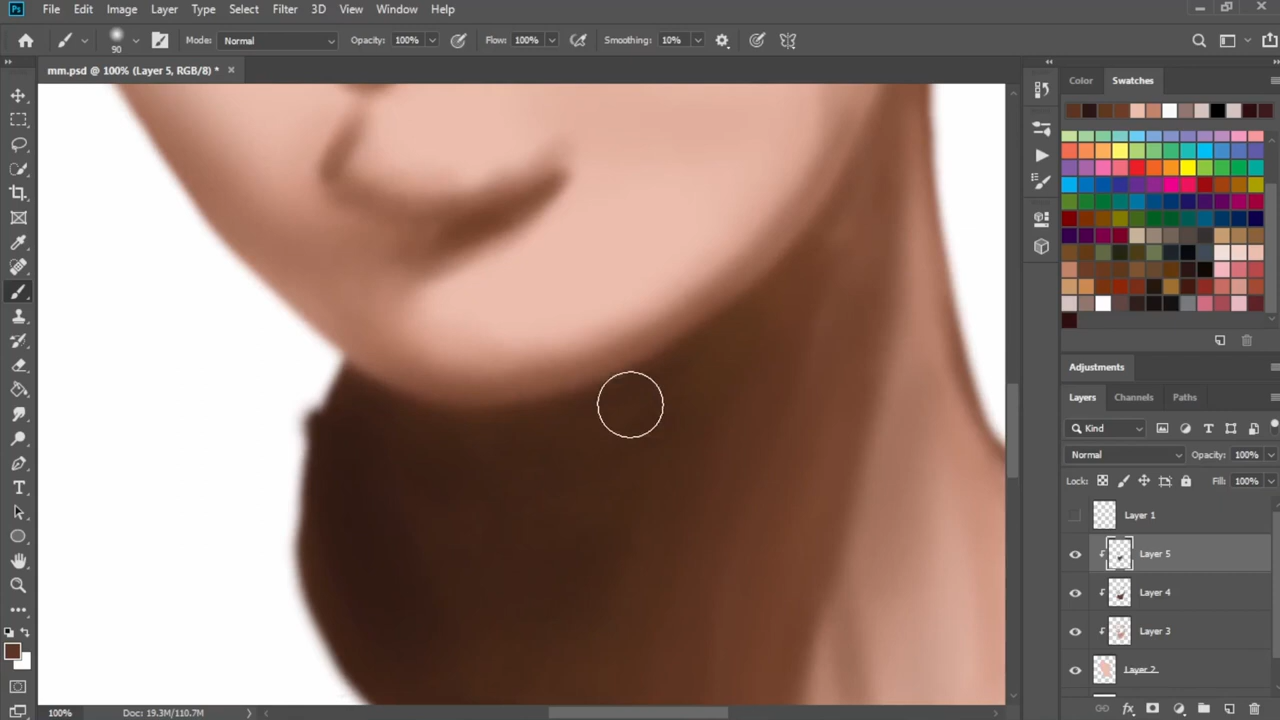 Ps File Edit Image Layer Type Select Filter 3D View Window Help
90 Mode: Normal Opacity: 100% Flow: 100% Smoothing: 10%
mm.psd @ 100% (Layer 5, RGB/8) *
Color Swatches
Adjustments
Layers Channels Paths
Kind
Normal Opacity: 100%
Lock: Fill: 100%
Layer 1
Layer 5
Layer 4
Layer 3
Layer 2
100% Doc: 19.3M/110.7M